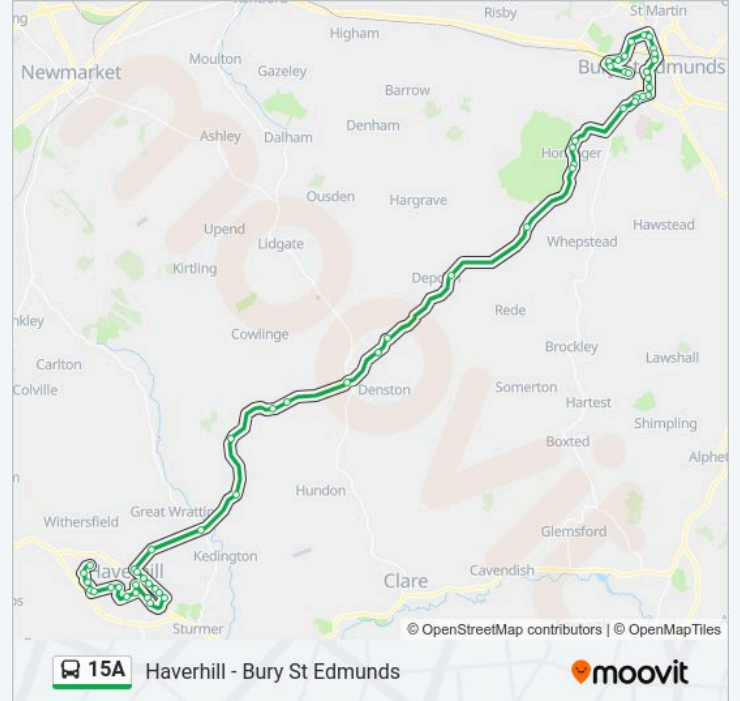 Risby
St Martin
Higham
Bury St Edmunds
Newmarket
Moulton
Gazeley
Barrow
Denham
Ashley
Dalham
Ousden
Hargrave
Hawstead
Upend
Lidgate
Whepstead
Kirtling
Rede
Cowlinge
Brockley
Carlton
Lawshall
Colville
Denston
Somerton
Hartest
Shimpling
Boxted
Hundon
Great Wratting
Withersfield
Glemsford
Kedington
Cavendish
Haverhill
Clare
Sturmer
moovit
© OpenStreetMap contributors | © OpenMapTiles
15A Haverhill - Bury St Edmunds
moovit